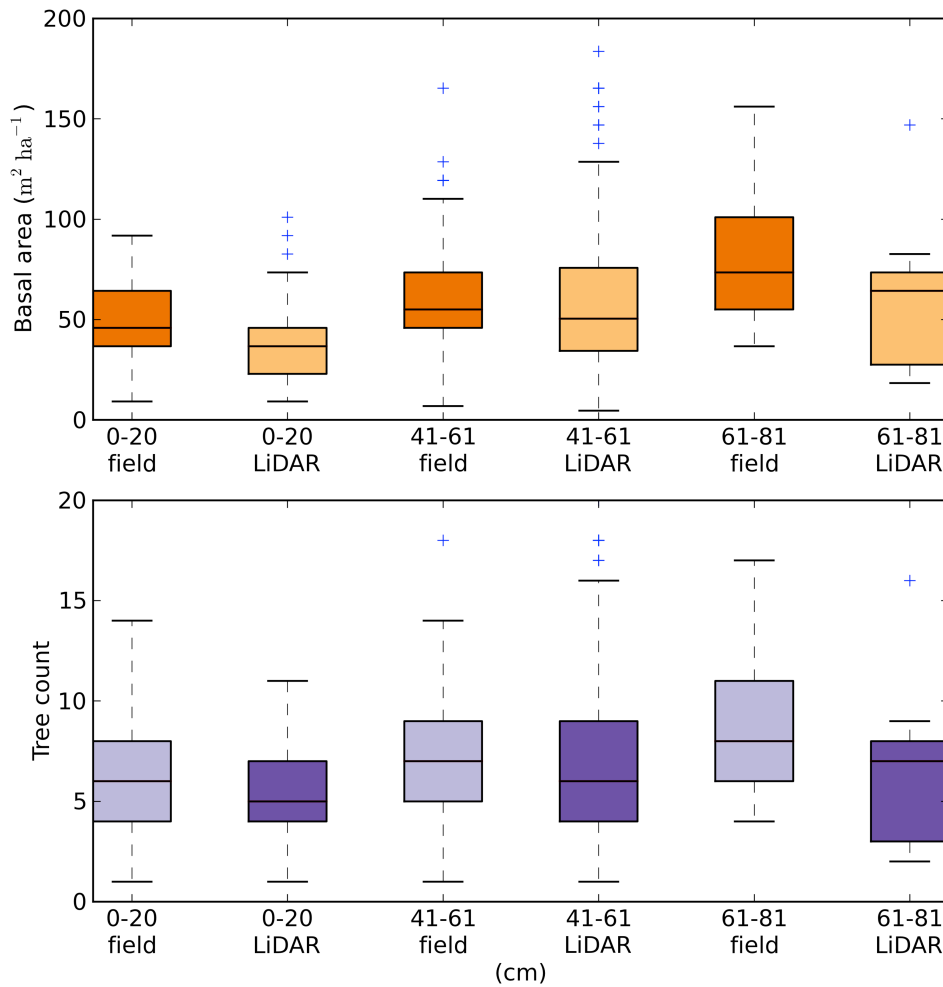 200
150
100
50
0
Basal area (m² ha⁻¹)
0-20 0-20 41-61 41-61 61-81 61-81
field LiDAR field LiDAR field LiDAR
20
15
10
5
0
Tree count
0-20 0-20 41-61 41-61 61-81 61-81
field LiDAR field LiDAR field LiDAR
(cm)